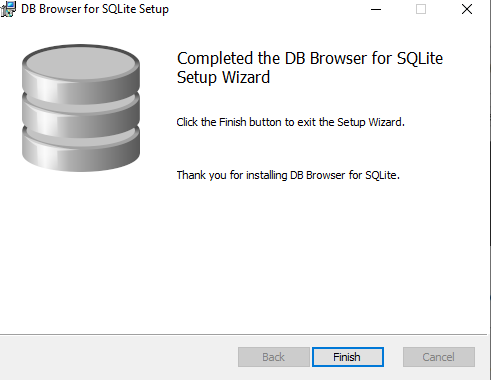 DB Browser for SQLite Setup
Completed the DB Browser for SQLite
Setup Wizard
Click the Finish button to exit the Setup Wizard.
Thank you for installing DB Browser for SQLite.
Back
Finish
Cancel